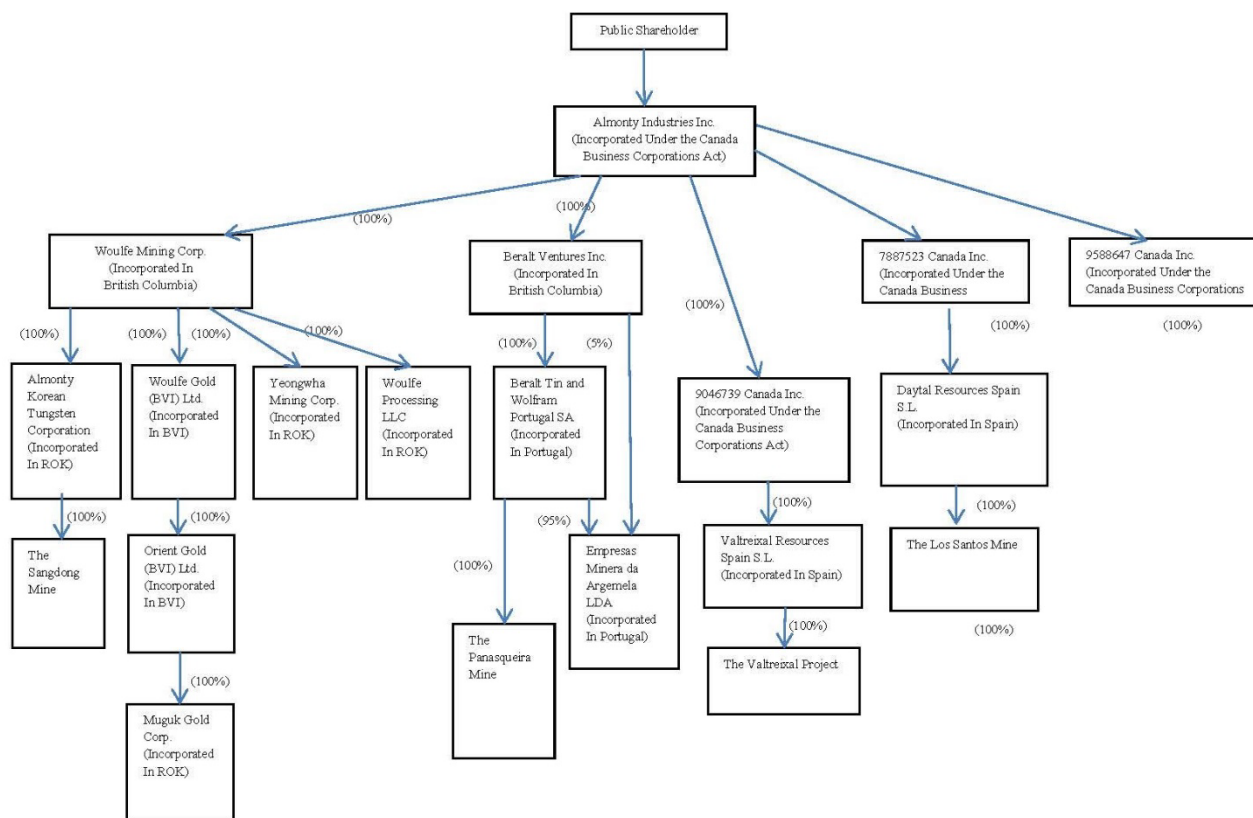 Public Shareholder
Almonty Industries Inc.
(Incorporated Under the Canada
Business Corporations Act)
(100%)
(100%)
Woulfe Mining Corp.
(Incorporated In
British Columbia)
Beralt Ventures Inc.
(Incorporated In
British Columbia)
7887523 Canada Inc.
(Incorporated Under the
Canada Business
9588647 Canada Inc.
(Incorporated Under the
Canada Business Corporations
(100%)
(100%)
(100%)
(100%)
(100%)
(100%)
(100%)
(100%)
(5%)
(100%)
Almonty
Korean
Tungsten
Corporation
(Incorporated
In ROK)
Woulfe Gold
(BVI) Ltd.
(Incorporated
In BVI)
Yeongwha
Mining Corp.
(Incorporated
In ROK)
Woulfe
Processing
LLC
(Incorporated
In ROK)
Beralt Tin and
Wolfram
Portugal SA
(Incorporated
In Portugal)
9046739 Canada Inc.
(Incorporated Under the
Canada Business
Corporations Act)
Daytal Resources Spain
S.L.
(Incorporated In Spain)
(100%)
(100%)
(95%)
(100%)
(100%)
The
Sangdong
Mine
Orient Gold
(BVI) Ltd.
(Incorporated
In BVI)
(100%)
Empresas
Minera da
Argemela
LDA
(Incorporated
In Portugal)
Valtreixal Resources
Spain S.L.
(Incorporated In Spain)
The Los Santos Mine
(100%)
(100%)
(100%)
The
Panasqueira
Mine
The Valtreixal Project
Muguk Gold
Corp.
(Incorporated
In ROK)